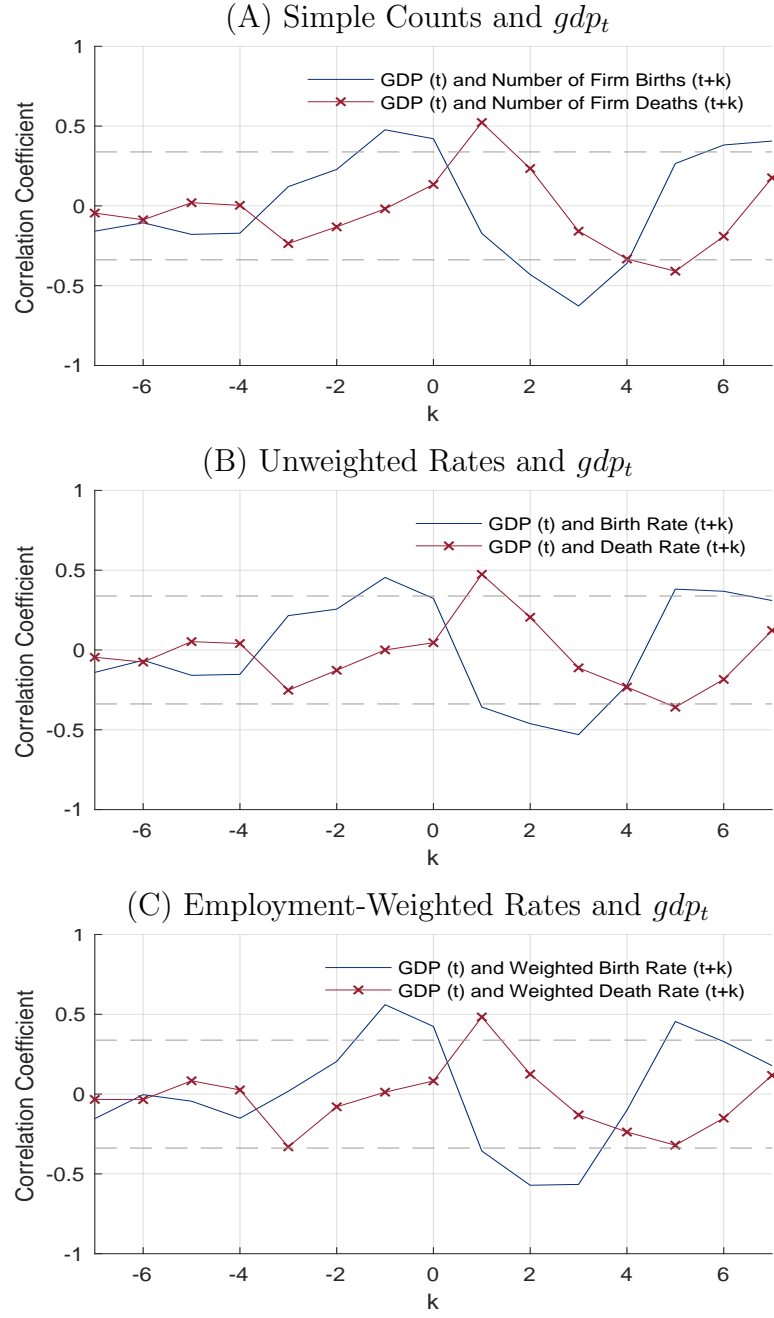 (A) Simple Counts and gdp_t
1
0.5
0
-0.5
-1
Correlation Coefficient
GDP (t) and Number of Firm Births (t+k)
GDP (t) and Number of Firm Deaths (t+k)
-6 -4 -2 0 2 4 6
k
(B) Unweighted Rates and gdp_t
1
0.5
0
-0.5
-1
Correlation Coefficient
GDP (t) and Birth Rate (t+k)
GDP (t) and Death Rate (t+k)
-6 -4 -2 0 2 4 6
k
(C) Employment-Weighted Rates and gdp_t
1
0.5
0
-0.5
-1
Correlation Coefficient
GDP (t) and Weighted Birth Rate (t+k)
GDP (t) and Weighted Death Rate (t+k)
-6 -4 -2 0 2 4 6
k